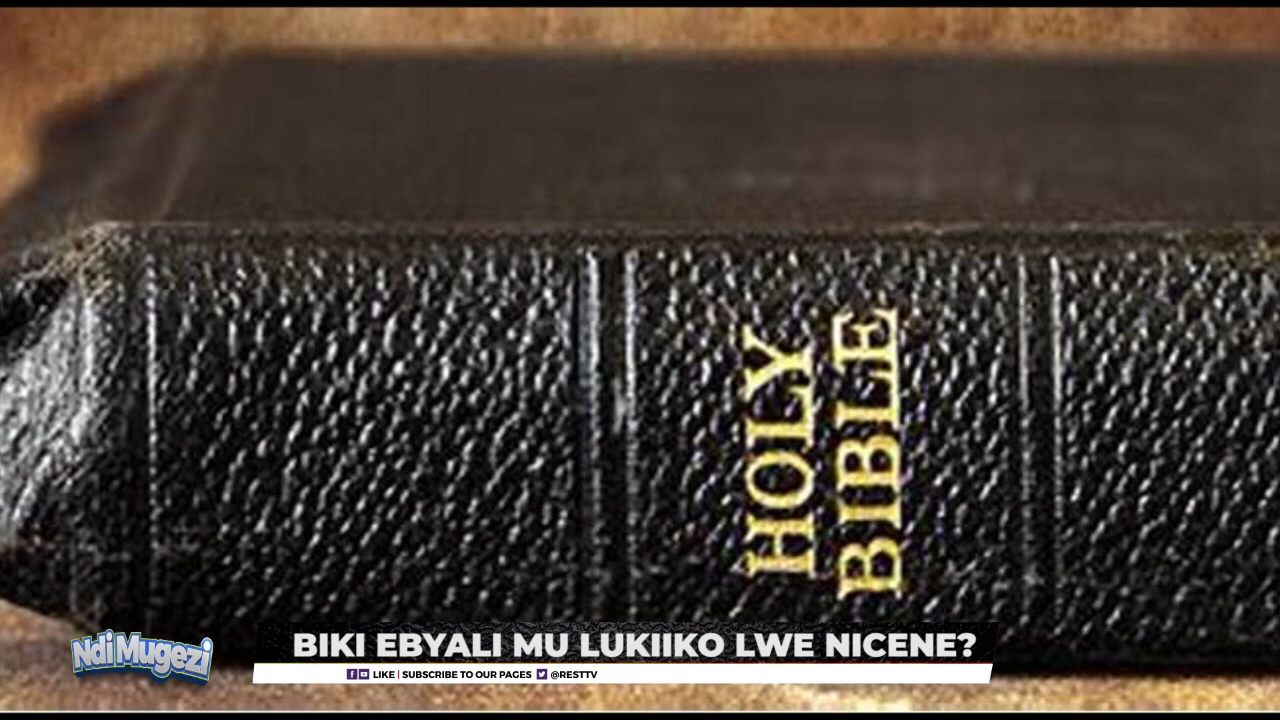 HOLY
BIBLE
Ndi Mugezi
BIKI EBYALI MU LUKIIKO LWE NICENE?
LIKE | SUBSCRIBE TO OUR PAGES @RESTTV